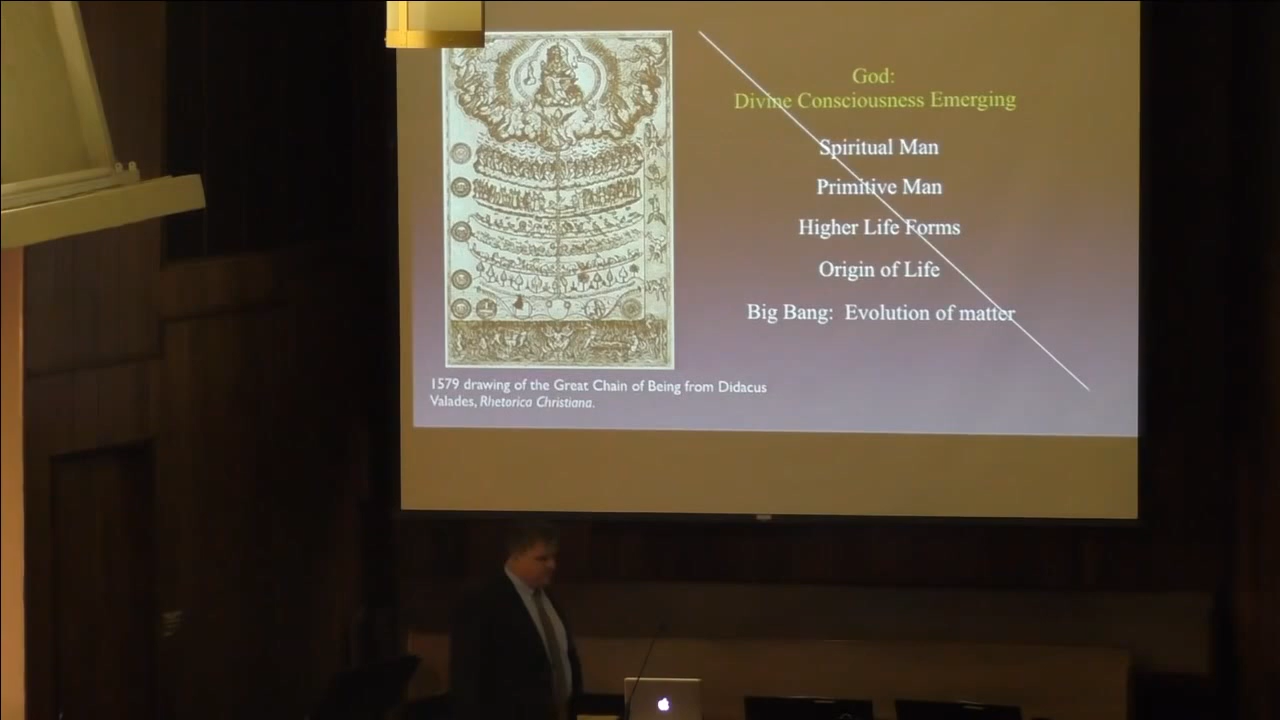 God:
Divine Consciousness Emerging
Spiritual Man
Primitive Man
Higher Life Forms
Origin of Life
Big Bang: Evolution of matter
1579 drawing of the Great Chain of Being from Didacus
Valades, Rhetorica Christiana.